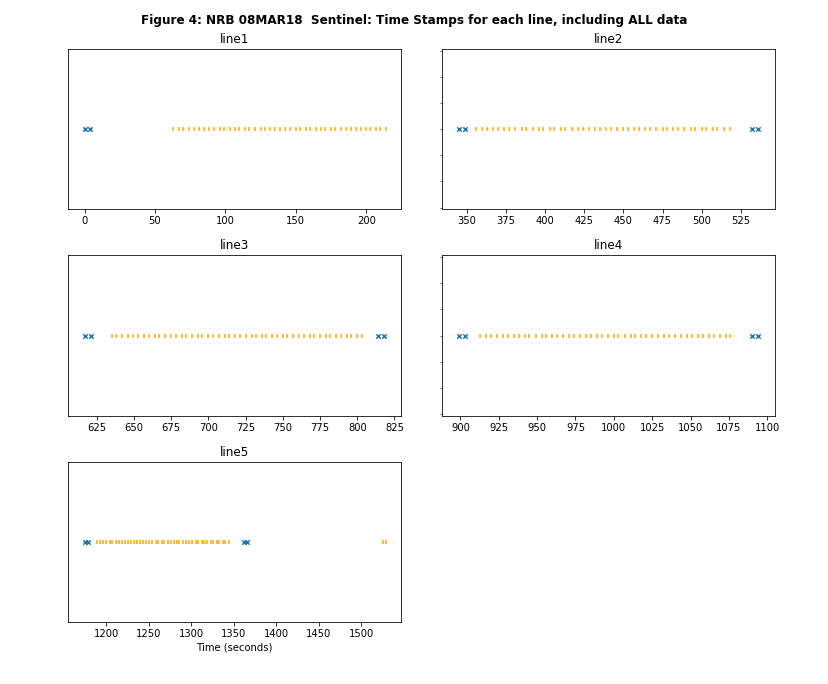 Figure 4: NRB 08MAR18  Sentinel: Time Stamps for each line, including ALL data
line1
0 50 100 150 200
line2
350 375 400 425 450 475 500 525
line3
625 650 675 700 725 750 775 800 825
line4
900 925 950 975 1000 1025 1050 1075 1100
line5
1200 1250 1300 1350 1400 1450 1500
Time (seconds)